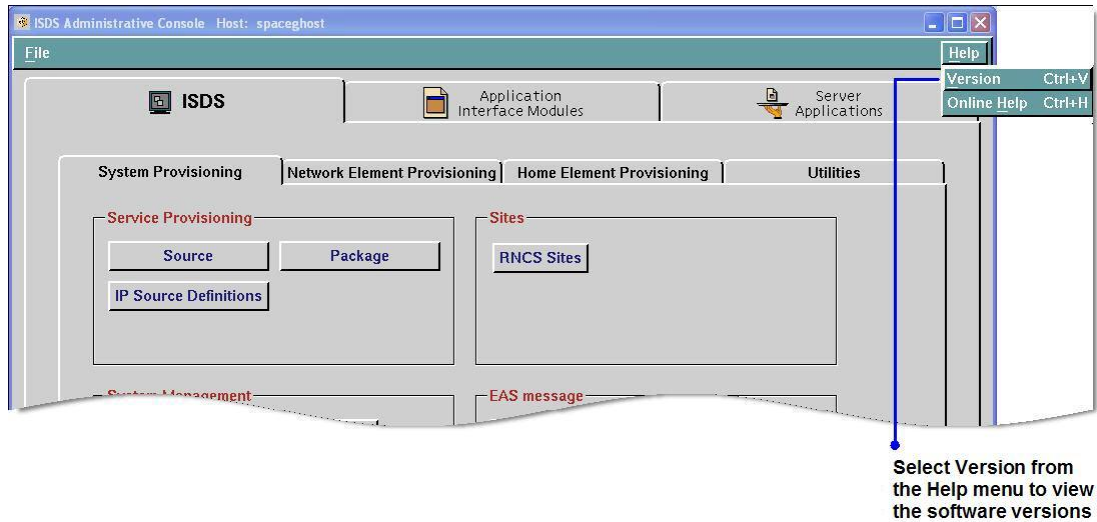 ISDS Administrative Console Host: spaceghost
File
Help
Version Ctrl+V
Online Help Ctrl+H
ISDS
Application
Interface Modules
Server
Applications
System Provisioning
Network Element Provisioning
Home Element Provisioning
Utilities
Service Provisioning
Source
Package
IP Source Definitions
Sites
RNCS Sites
System Management
EAS message
Select Version from
the Help menu to view
the software versions